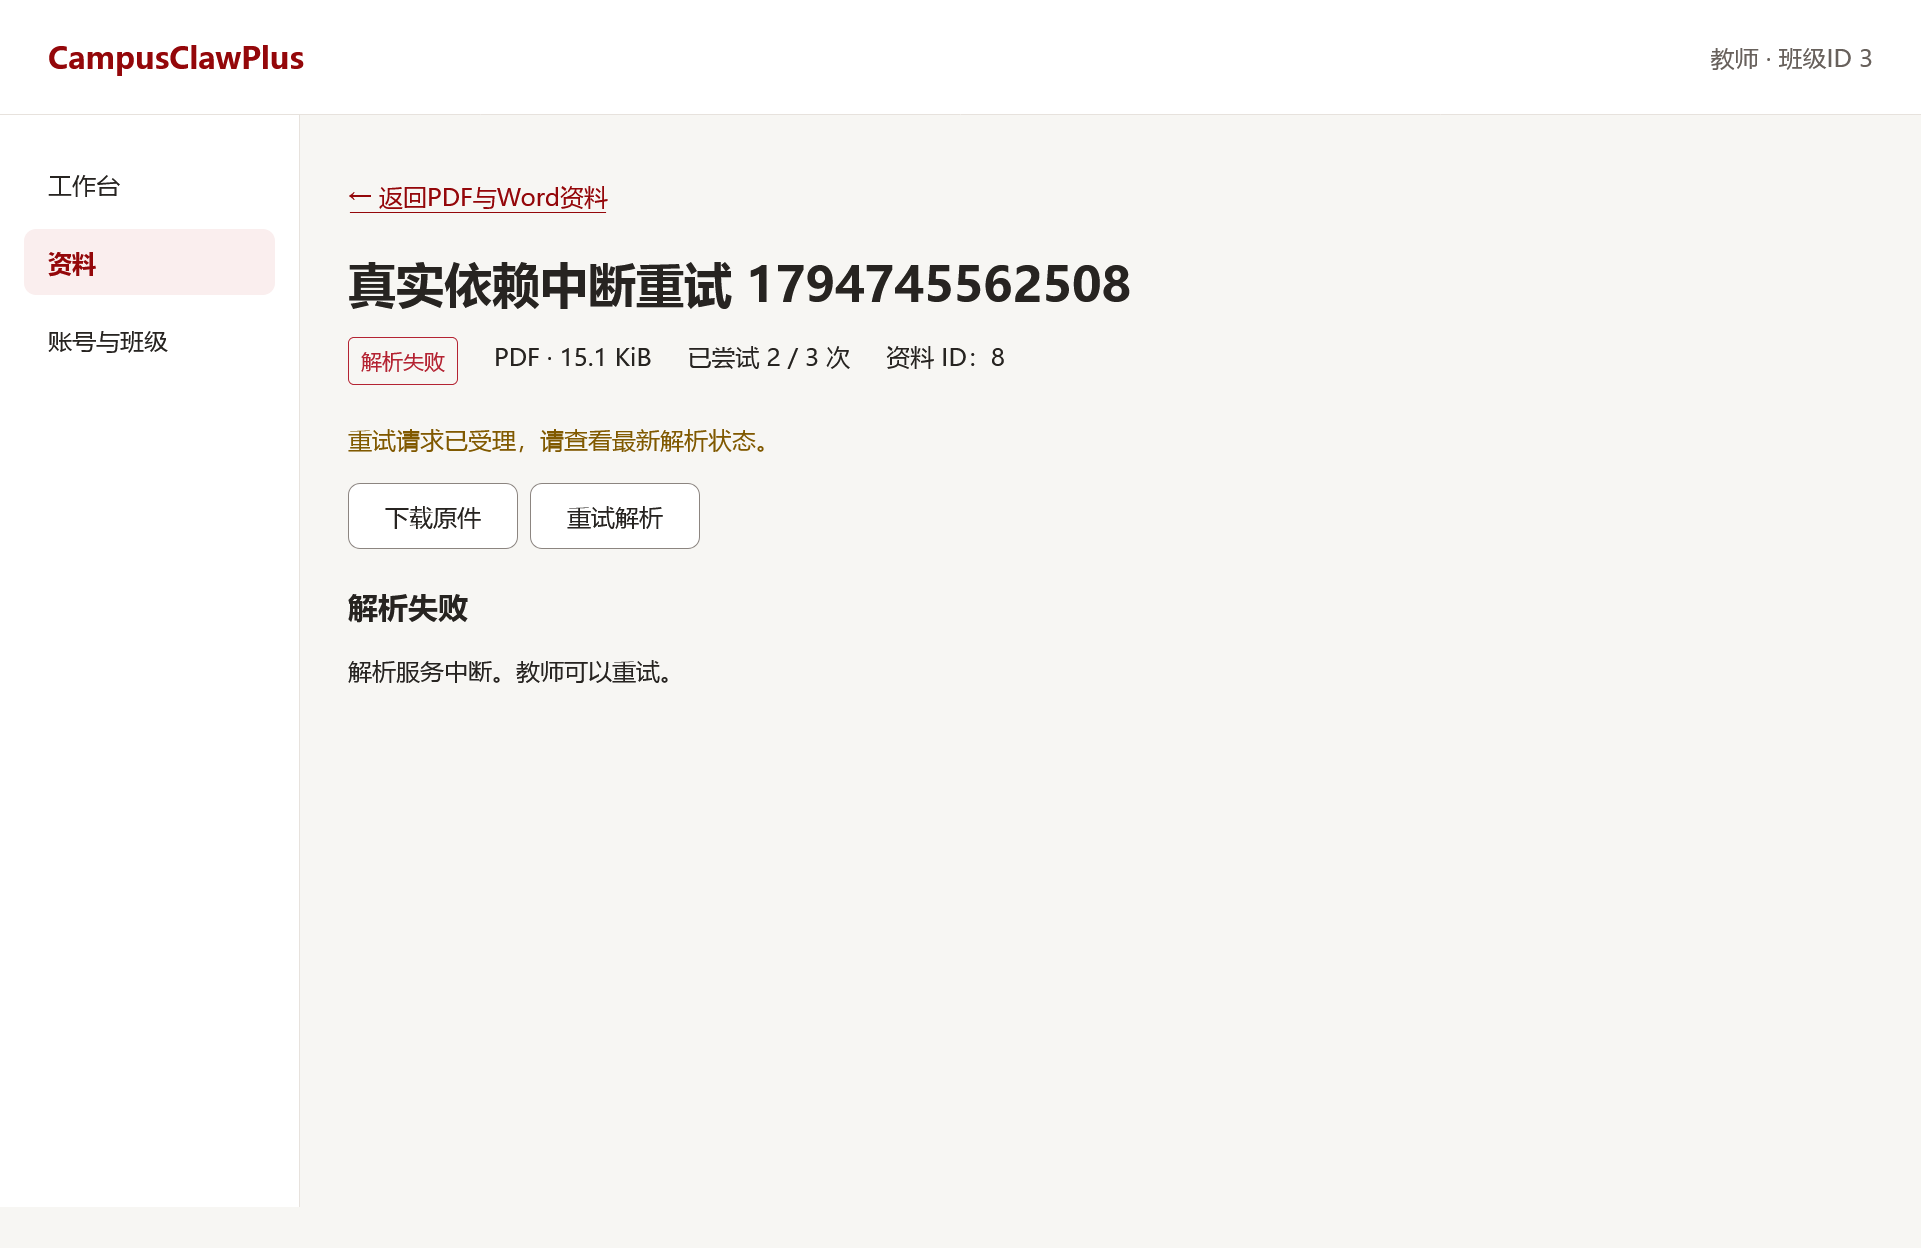 CampusClawPlus
教师 · 班级ID 3
工作台
资料
账号与班级
← 返回PDF与Word资料
真实依赖中断重试 1794745562508
解析失败 PDF · 15.1 KiB 已尝试 2 / 3 次 资料 ID：8
重试请求已受理，请查看最新解析状态。
下载原件 重试解析
解析失败
解析服务中断。教师可以重试。